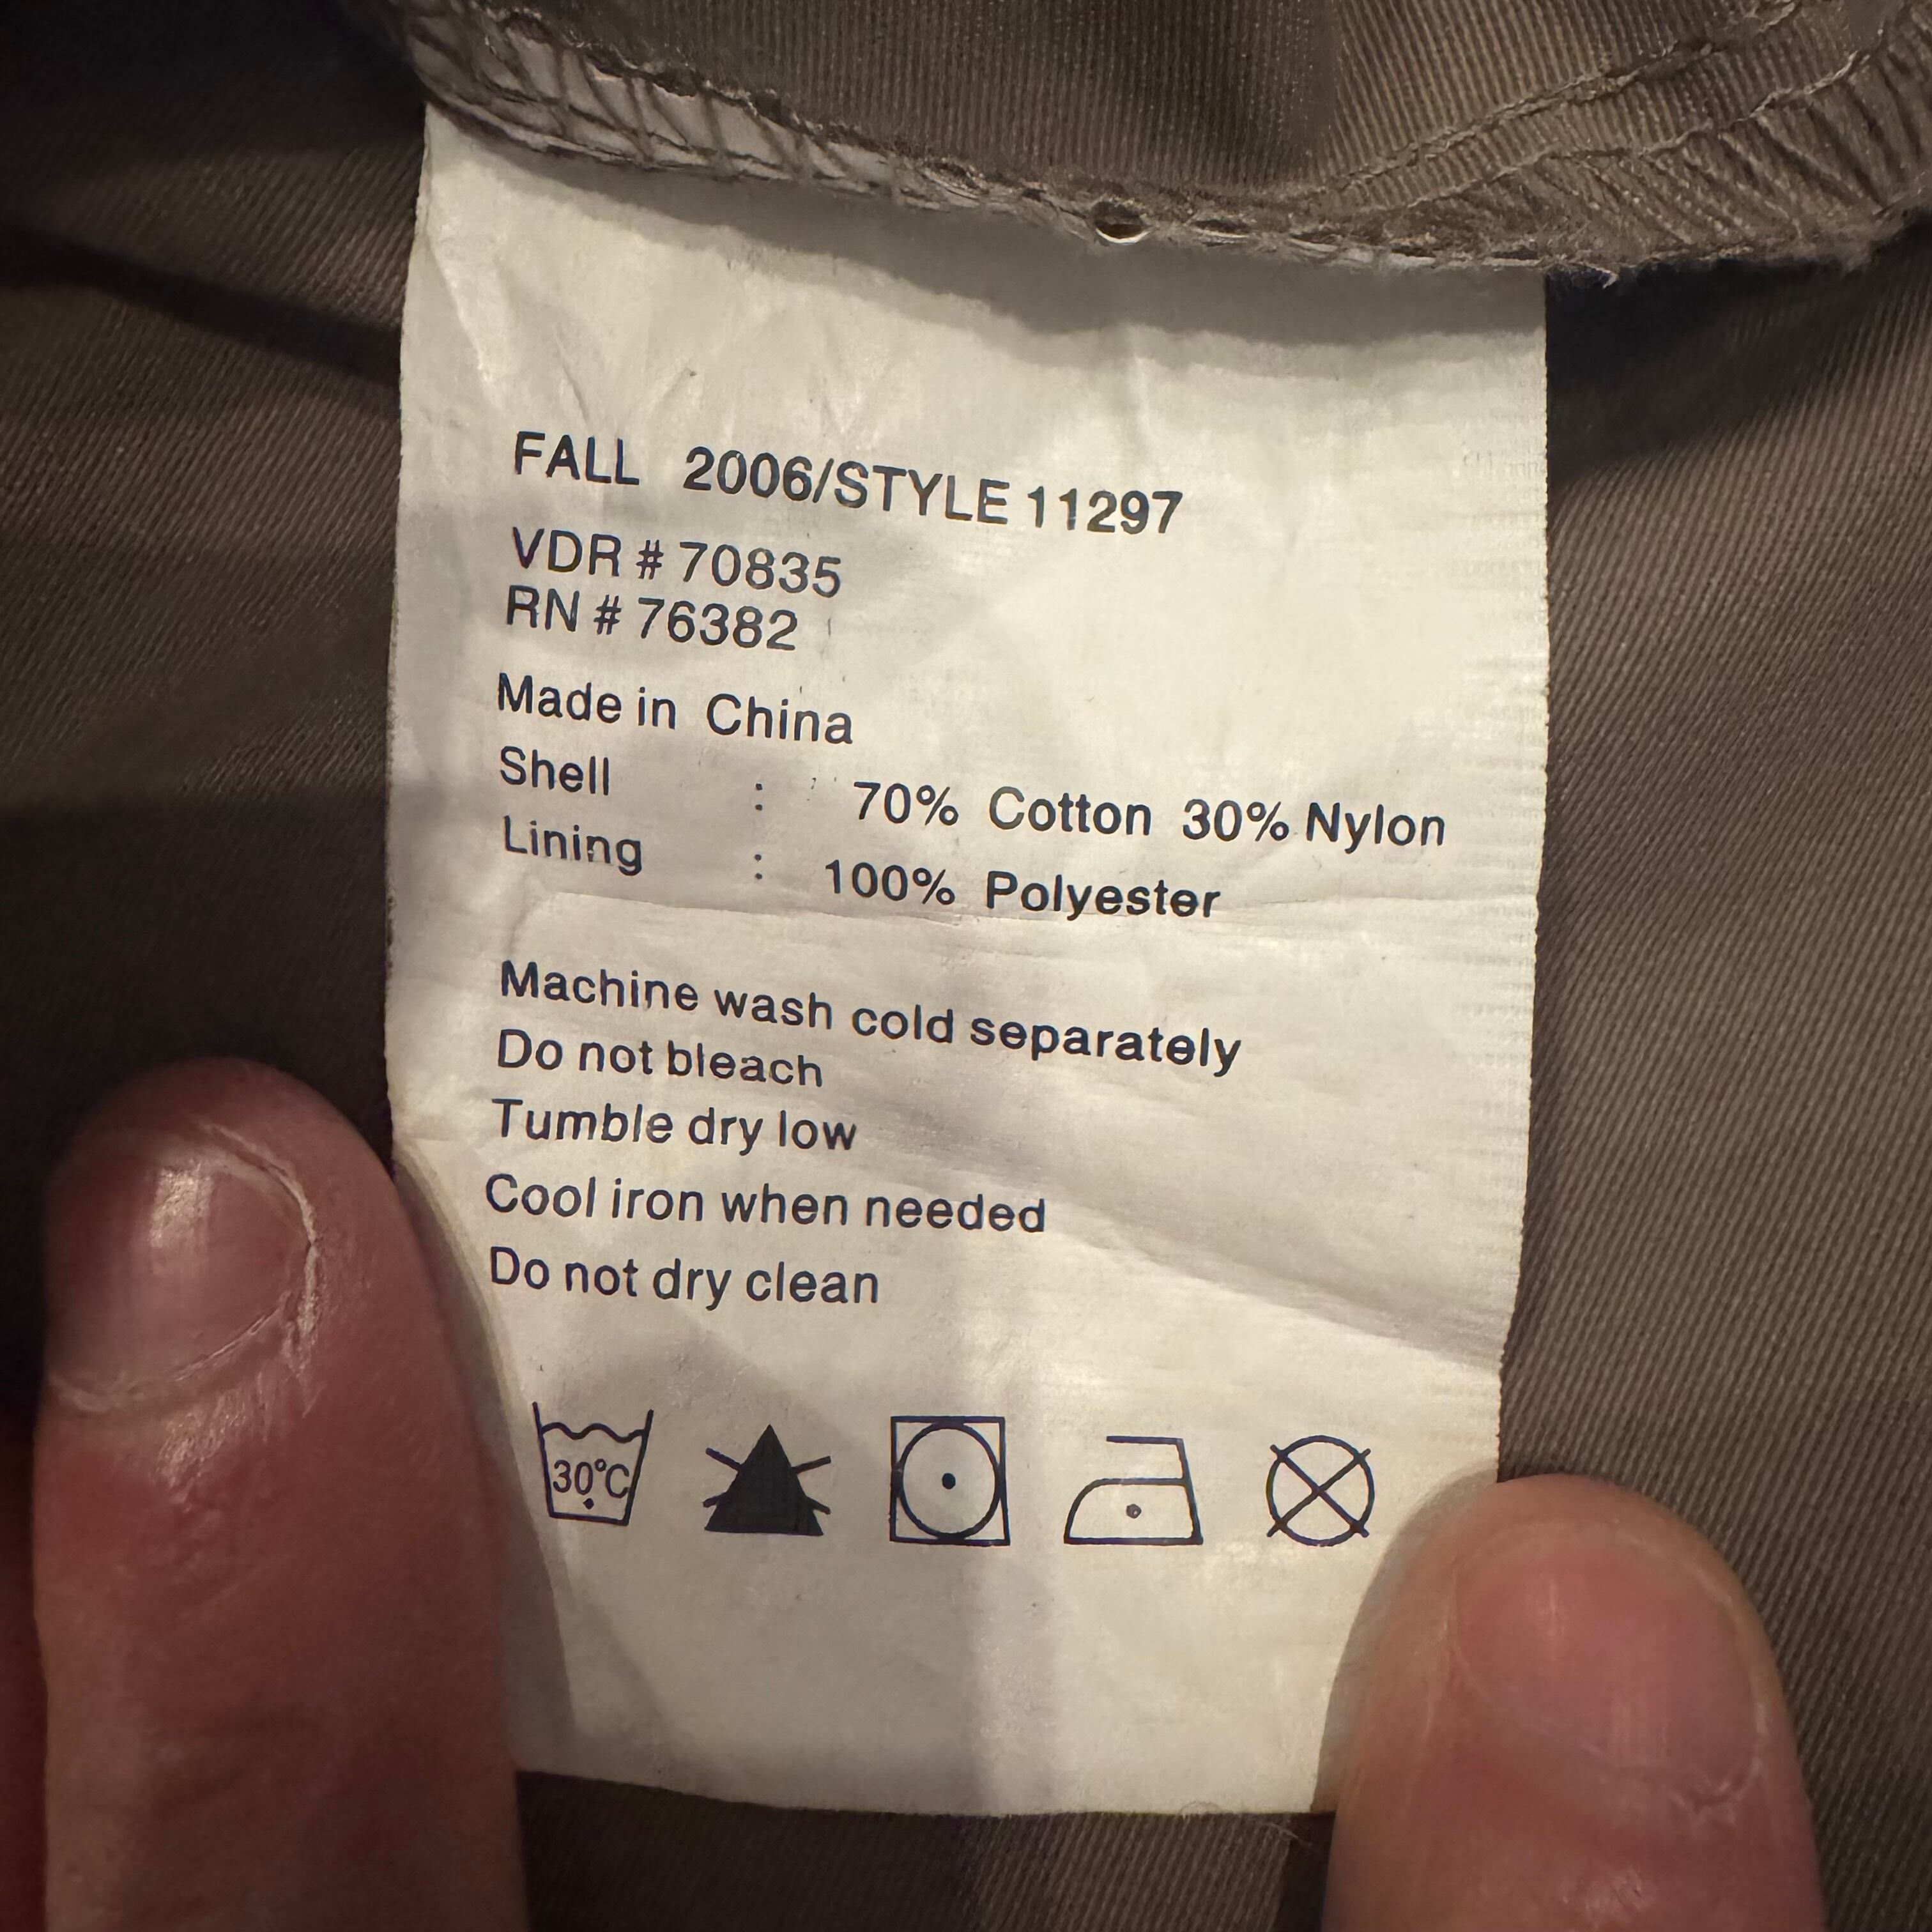 FALL 2006/STYLE 11297
VDR # 70835
RN # 76382
Made in China
Shell : 70% Cotton 30% Nylon
Lining : 100% Polyester
Machine wash cold separately
Do not bleach
Tumble dry low
Cool iron when needed
Do not dry clean
30°C